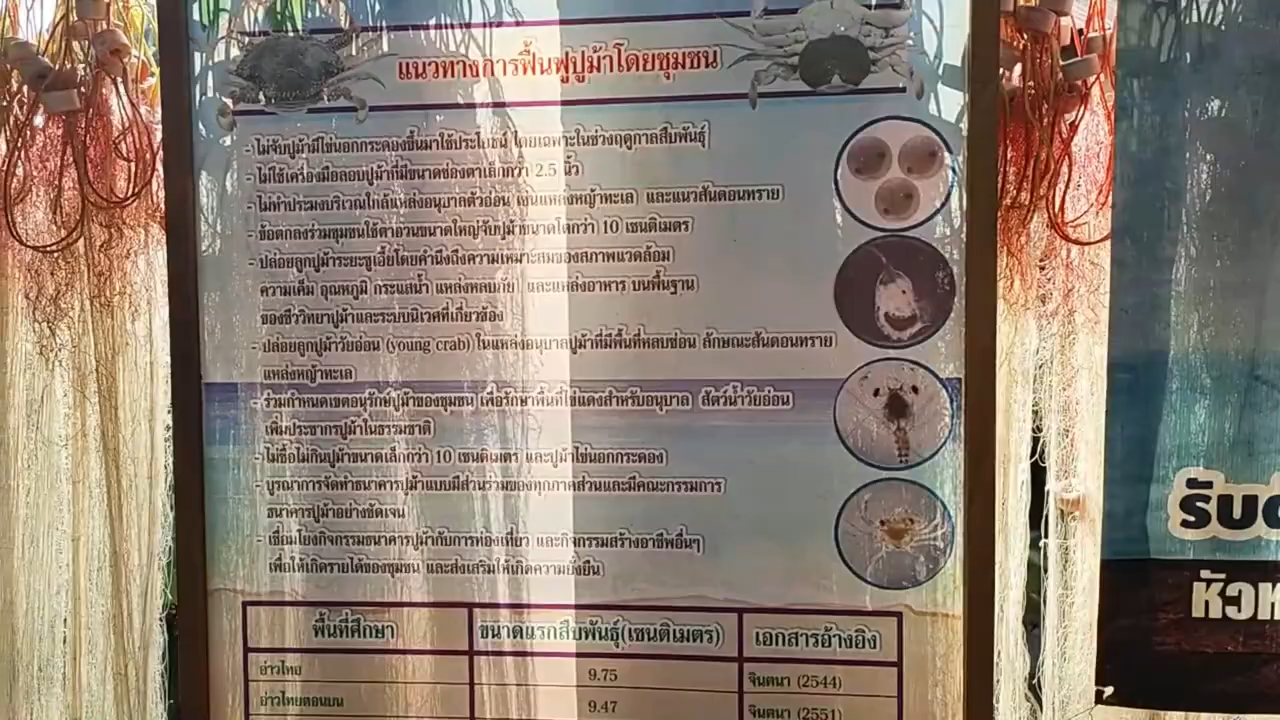 แนวทางการฟื้นฟูปูม้าโดยชุมชน
- ไม่จับปูม้ามีไข่นอกกระดองขึ้นมาใช้ประโยชน์ โดยเฉพาะในช่วงฤดูกาลสืบพันธุ์
- ไม่ใช้เครื่องมือลอบปูม้าที่มีขนาดช่องตาเล็กกว่า 2.5 นิ้ว
- ไม่ทำประมงบริเวณใกล้แหล่งอนุบาลตัวอ่อน เช่นแหล่งหญ้าทะเล และแนวสันดอนทราย
- ข้อตกลงร่วมชุมชนใช้ตาอวนขนาดใหญ่จับปูม้าขนาดโตกว่า 10 เซนติเมตร
- ปล่อยลูกปูม้าระยะซูเอี้ยโดยคำนึงถึงความเหมาะสมของสภาพแวดล้อม
ความเค็ม อุณหภูมิ กระแสน้ำ แหล่งหลบภัย และแหล่งอาหาร บนพื้นฐาน
ของชีววิทยาปูม้าและระบบนิเวศที่เกี่ยวข้อง
- ปล่อยลูกปูม้าวัยอ่อน (young crab) ในแหล่งอนุบาลปูม้าที่มีพื้นที่หลบซ่อน ลักษณะสันดอนทราย
แหล่งหญ้าทะเล
- ร่วมกำหนดเขตอนุรักษ์ปูม้าของชุมชน เพื่อรักษาพื้นที่ไข่แดงสำหรับอนุบาล สัตว์น้ำวัยอ่อน
เพิ่มประชากรปูม้าในธรรมชาติ
- ไม่ซื้อไม่กินปูม้าขนาดเล็กกว่า 10 เซนติเมตร และปูม้าไข่นอกกระดอง
- บูรณาการจัดทำธนาคารปูม้าแบบมีส่วนร่วมของทุกภาคส่วนและมีคณะกรรมการ
ธนาคารปูม้าอย่างชัดเจน
- เชื่อมโยงกิจกรรมธนาคารปูม้ากับการท่องเที่ยว และกิจกรรมสร้างอาชีพอื่นๆ
เพื่อให้เกิดรายได้ของชุมชน และส่งเสริมให้เกิดความยั่งยืน
พื้นที่ศึกษา ขนาดแรกสืบพันธุ์(เซนติเมตร) เอกสารอ้างอิง
อ่าวไทย 9.75 จินตนา (2544)
อ่าวไทยตอนบน 9.47 จินตนา (2551)